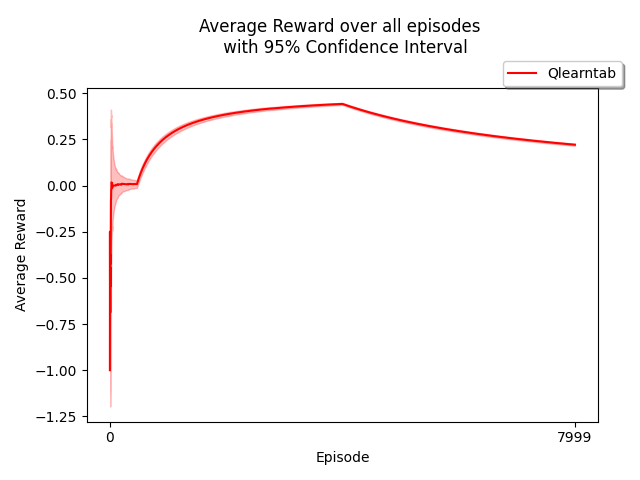 Average Reward over all episodes
with 95% Confidence Interval
Qlearntab
0.50
0.25
0.00
−0.25
−0.50
−0.75
−1.00
−1.25
Average Reward
0
7999
Episode